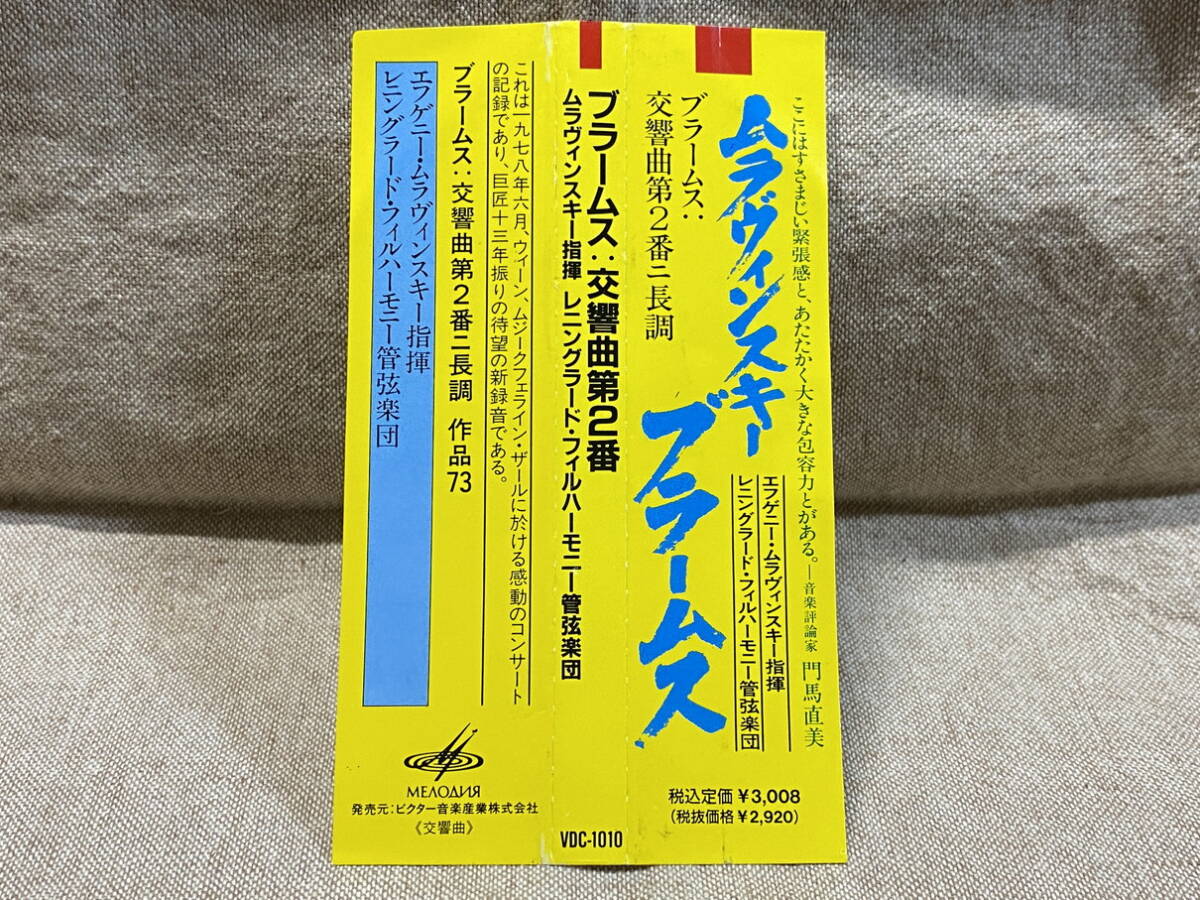 ここにはすさまじい緊張感と、あたたかく大きな包容力とがある。—音楽評論家 門馬直美
ムラヴィンスキー
ブラームス
ブラームス:
交響曲第2番ニ長調
エフゲニー・ムラヴィンスキー指揮
レニングラード・フィルハーモニー管弦楽団
税込定価 ¥3,008
(税抜価格 ¥2,920)
ブラームス:交響曲第2番
ムラヴィンスキー指揮 レニングラード・フィルハーモニー管弦楽団
VDC-1010
これは一九七八年六月、ウィーン、ムジークフェライン・ザールに於ける感動のコンサート
の記録であり、巨匠十三年振りの待望の新録音である。
ブラームス:交響曲第2番ニ長調 作品73
エフゲニー・ムラヴィンスキー指揮
レニングラード・フィルハーモニー管弦楽団
МЕЛОДИЯ
発売元:ビクター音楽産業株式会社
《交響曲》